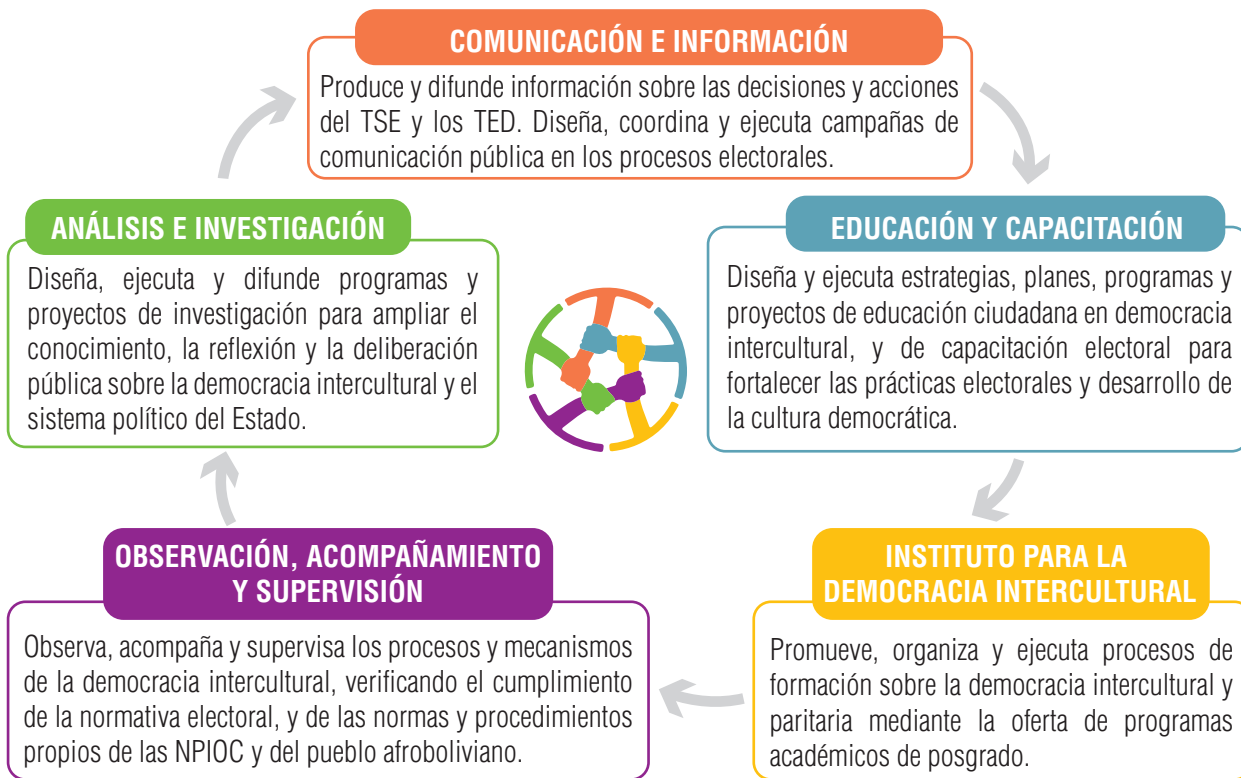 COMUNICACIÓN E INFORMACIÓN
Produce y difunde información sobre las decisiones y acciones
del TSE y los TED. Diseña, coordina y ejecuta campañas de
comunicación pública en los procesos electorales.
ANÁLISIS E INVESTIGACIÓN
Diseña, ejecuta y difunde programas y
proyectos de investigación para ampliar el
conocimiento, la reflexión y la deliberación
pública sobre la democracia intercultural y el
sistema político del Estado.
EDUCACIÓN Y CAPACITACIÓN
Diseña y ejecuta estrategias, planes, programas y
proyectos de educación ciudadana en democracia
intercultural, y de capacitación electoral para
fortalecer las prácticas electorales y desarrollo de
la cultura democrática.
OBSERVACIÓN, ACOMPAÑAMIENTO
Y SUPERVISIÓN
Observa, acompaña y supervisa los procesos y mecanismos
de la democracia intercultural, verificando el cumplimiento
de la normativa electoral, y de las normas y procedimientos
propios de las NPIOC y del pueblo afroboliviano.
INSTITUTO PARA LA
DEMOCRACIA INTERCULTURAL
Promueve, organiza y ejecuta procesos de
formación sobre la democracia intercultural y
paritaria mediante la oferta de programas
académicos de posgrado.